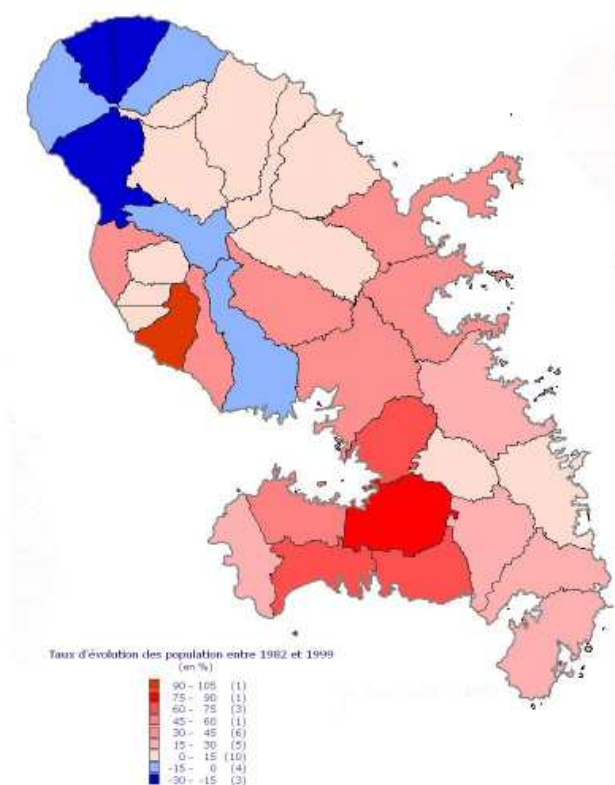 Taux d'évolution des population entre 1982 et 1999
(en %)
90 - 105 (1)
75 - 90 (1)
60 - 75 (3)
45 - 60 (1)
30 - 45 (6)
15 - 30 (5)
0 - 15 (10)
-15 - 0 (4)
-30 - -15 (3)